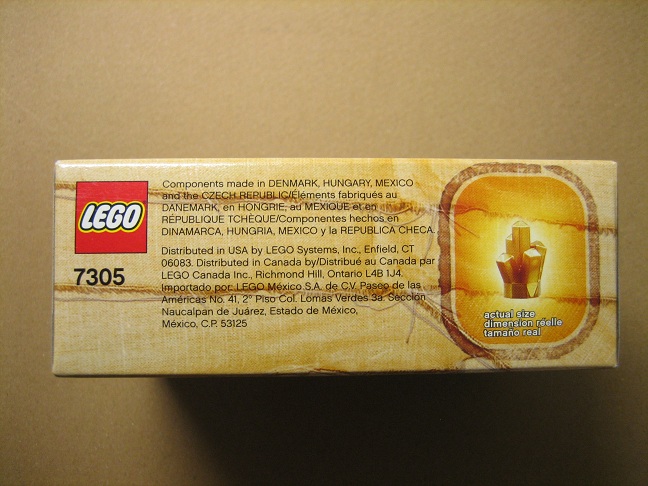 LEGO
7305
Components made in DENMARK, HUNGARY, MEXICO
and the CZECH REPUBLIC/Éléments fabriqués au
DANEMARK, en HONGRIE, au MEXIQUE et en
RÉPUBLIQUE TCHÈQUE/Componentes hechos en
DINAMARCA, HUNGRIA, MEXICO y la REPUBLICA CHECA.
Distributed in USA by LEGO Systems, Inc., Enfield, CT
06083. Distributed in Canada by/Distribué au Canada par
LEGO Canada Inc., Richmond Hill, Ontario L4B 1J4.
Importado por: LEGO México S.A. de C.V. Paseo de las
Américas No. 41, 2° Piso Col. Lomas Verdes 3a. Sección
Naucalpan de Juárez, Estado de México,
México, C.P. 53125
actual size
dimension réelle
tamaño real